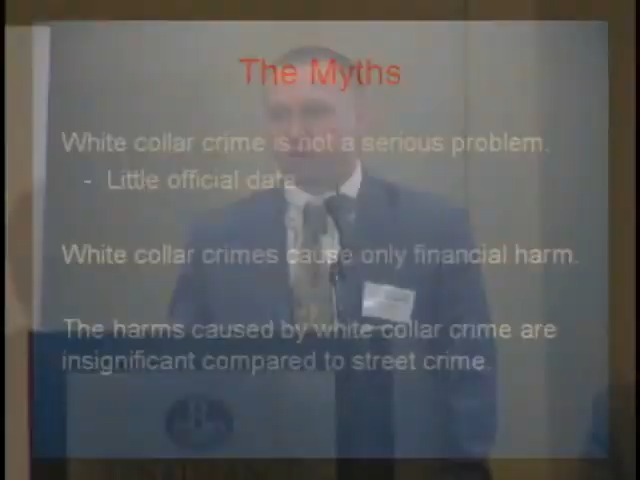 The Myths
White collar crime is not a serious problem.
- Little official data
White collar crimes cause only financial harm.
The harms caused by white collar crime are
insignificant compared to street crime.